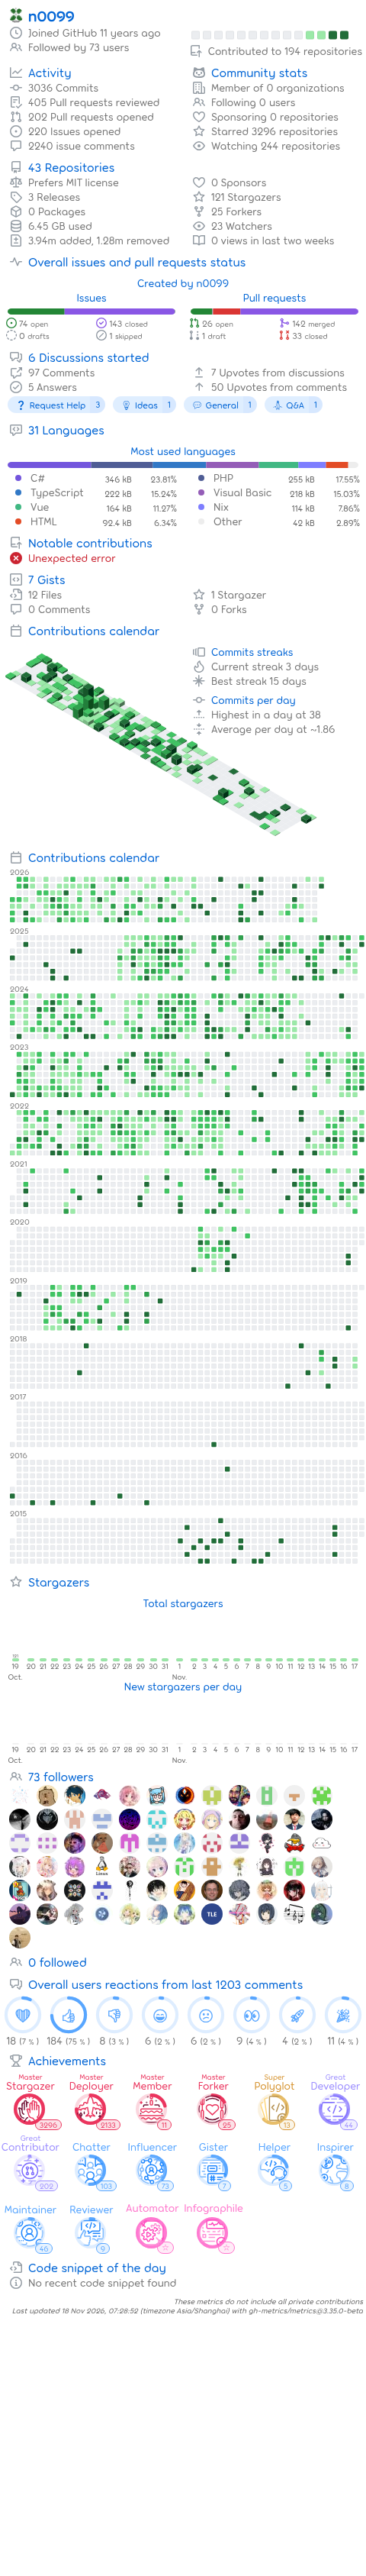 n0099
Joined GitHub 11 years ago
Followed by 73 users
Contributed to 194 repositories
Activity
3036 Commits
405 Pull requests reviewed
202 Pull requests opened
220 Issues opened
2240 issue comments
Community stats
Member of 0 organizations
Following 0 users
Sponsoring 0 repositories
Starred 3296 repositories
Watching 244 repositories
43 Repositories
Prefers MIT license
3 Releases
0 Packages
6.45 GB used
3.94m added, 1.28m removed
0 Sponsors
121 Stargazers
25 Forkers
23 Watchers
0 views in last two weeks
Overall issues and pull requests status
Created by n0099
Issues
74 open
143 closed
0 drafts
1 skipped
Pull requests
26 open
142 merged
1 draft
33 closed
6 Discussions started
97 Comments
5 Answers
7 Upvotes from discussions
50 Upvotes from comments
Request Help 3
Ideas 1
General 1
Q&A 1
31 Languages
Most used languages
C# 346 kB 23.81%
TypeScript 222 kB 15.24%
Vue 164 kB 11.27%
HTML 92.4 kB 6.34%
PHP 255 kB 17.55%
Visual Basic 218 kB 15.03%
Nix 114 kB 7.86%
Other 42 kB 2.89%
Notable contributions
Unexpected error
7 Gists
12 Files
0 Comments
1 Stargazer
0 Forks
Contributions calendar
Commits streaks
Current streak 3 days
Best streak 15 days
Commits per day
Highest in a day at 38
Average per day at ~1.86
Contributions calendar
2026
2025
2024
2023
2022
2021
2020
2019
2018
2017
2016
2015
Stargazers
Total stargazers
19 20 21 22 23 24 25 26 27 28 29 30 31 1 2 3 4 5 6 7 8 9 10 11 12 13 14 15 16 17
Oct. Nov.
New stargazers per day
19 20 21 22 23 24 25 26 27 28 29 30 31 1 2 3 4 5 6 7 8 9 10 11 12 13 14 15 16 17
Oct. Nov.
73 followers
Linux
TLE
0 followed
Overall users reactions from last 1203 comments
18 (7 %) 184 (75 %) 8 (3 %) 6 (2 %) 6 (2 %) 9 (4 %) 4 (2 %) 11 (4 %)
Achievements
Master
Stargazer
3296
Master
Deployer
2133
Master
Member
11
Master
Forker
25
Super
Polyglot
13
Great
Developer
44
Great
Contributor
202
Chatter
103
Influencer
73
Gister
7
Helper
5
Inspirer
8
Maintainer
46
Reviewer
9
Automator
Infographile
Code snippet of the day
No recent code snippet found
These metrics do not include all private contributions
Last updated 18 Nov 2026, 07:28:52 (timezone Asia/Shanghai) with gh-metrics/metrics@3.35.0-beta